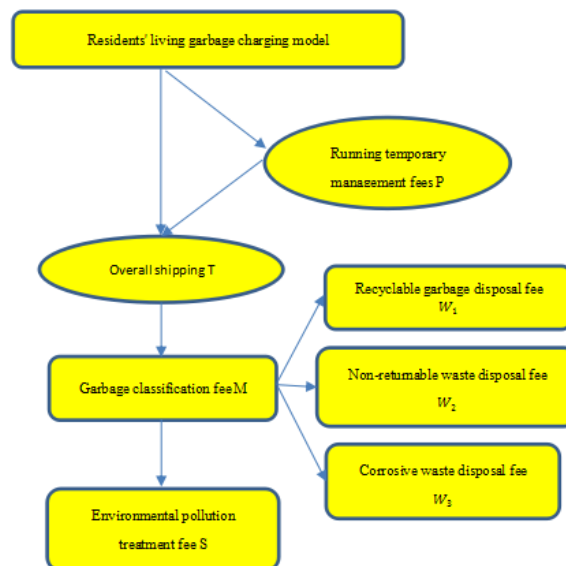 Residents' living garbage charging model
Running temporary
management fees P
Overall shipping T
Recyclable garbage disposal fee
W₁
Garbage classification fee M
Non-returnable waste disposal fee
W₂
Corrosive waste disposal fee
W₃
Environmental pollution
treatment fee S